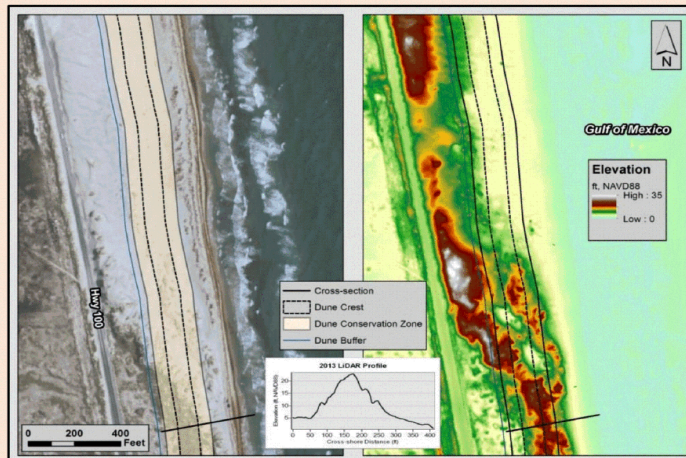 N
Gulf of Mexico
Elevation
ft, NAVD88
High : 35
Low : 0
Hwy 100
Cross-section
Dune Crest
Dune Conservation Zone
Dune Buffer
2013 LiDAR Profile
Elevation (ft, NAVD88)
20
15
10
5
0 50 100 150 200 250 300 350 400
Cross-shore Distance (ft)
0 200 400
Feet